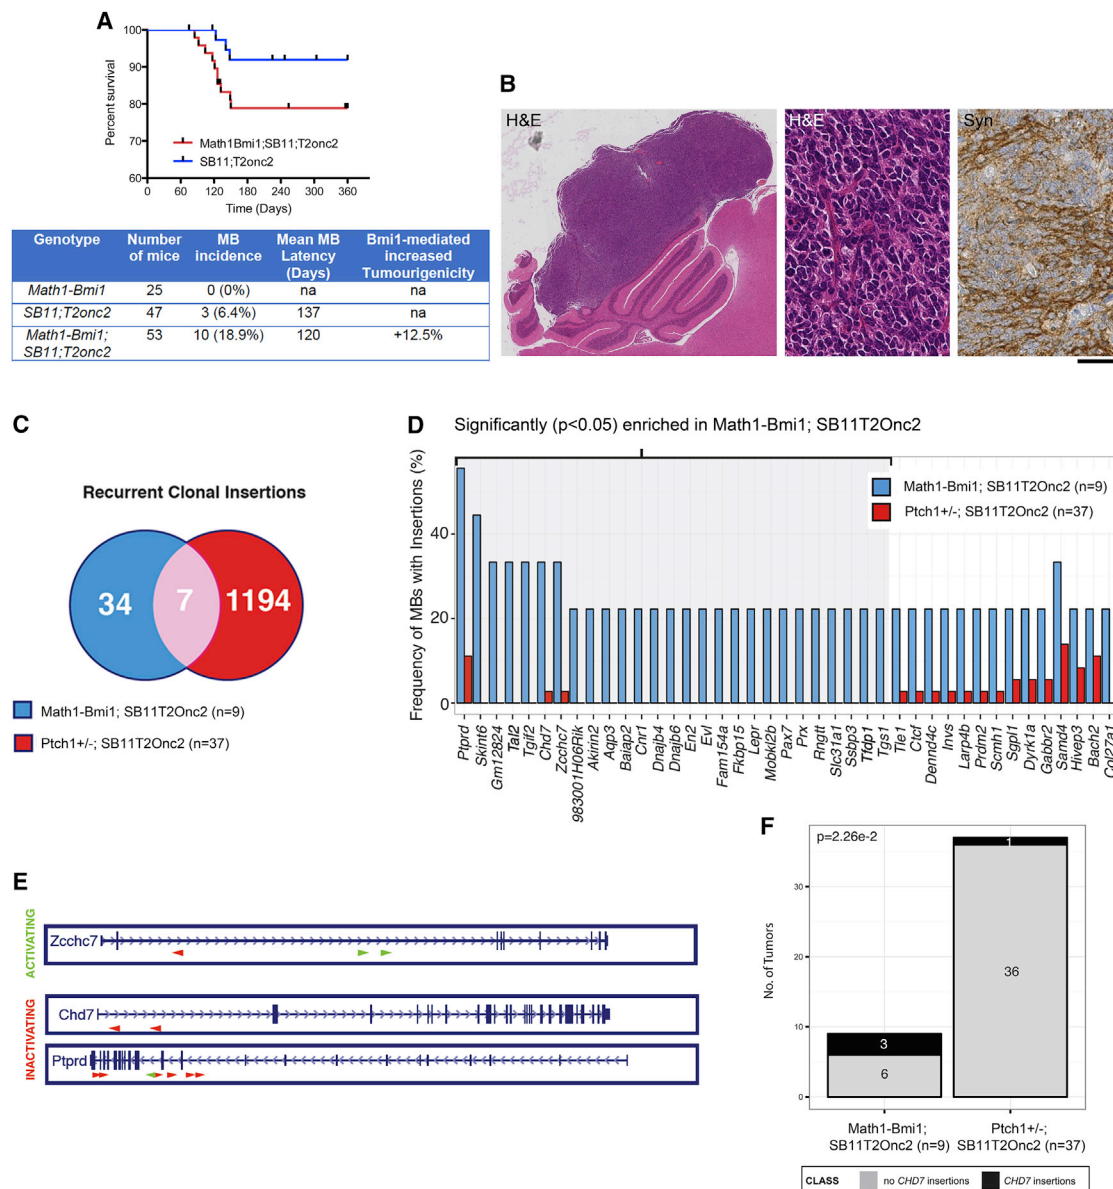 A
Percent survival
100
90
80
70
60
Math1Bmi1;SB11;T2onc2
SB11;T2onc2
0 60 120 180 240 300 360
Time (Days)
Genotype Number of mice MB incidence Mean MB Latency (Days) Bmi1-mediated increased Tumourigenicity
Math1-Bmi1 25 0 (0%) na na
SB11;T2onc2 47 3 (6.4%) 137 na
Math1-Bmi1; SB11;T2onc2 53 10 (18.9%) 120 +12.5%
B
H&E
H&E
Syn
C
Recurrent Clonal Insertions
34 7 1194
Math1-Bmi1; SB11T2Onc2 (n=9)
Ptch1+/-; SB11T2Onc2 (n=37)
D
Significantly (p<0.05) enriched in Math1-Bmi1; SB11T2Onc2
Frequency of MBs with Insertions (%)
40
20
0
Math1-Bmi1; SB11T2Onc2 (n=9)
Ptch1+/-; SB11T2Onc2 (n=37)
Ptprd
Skint6
Gm12824
Tal2
Tgif2
Chd7
Zcchc7
983001H06Rik
Akirin2
Aqp3
Baiap2
Cnr1
Dnajb4
Dnajb6
En2
Evl
Fam154a
Fkbp15
Lepr
Mobkl2b
Pax7
Prx
Rngtt
Slc31a1
Ssbp3
Tfdp1
Tgs1
Tle1
Ctcf
Dennd4c
Invs
Larp4b
Prdm2
Scmh1
Sgpl1
Dyrk1a
Gabbr2
Samd4
Hivep3
Bach2
Col27a1
E
ACTIVATING
Zcchc7
INACTIVATING
Chd7
Ptprd
F
p=2.26e-2
No. of Tumors
30
20
10
0
3
6
1
36
Math1-Bmi1; SB11T2Onc2 (n=9)
Ptch1+/-; SB11T2Onc2 (n=37)
CLASS no CHD7 insertions CHD7 insertions